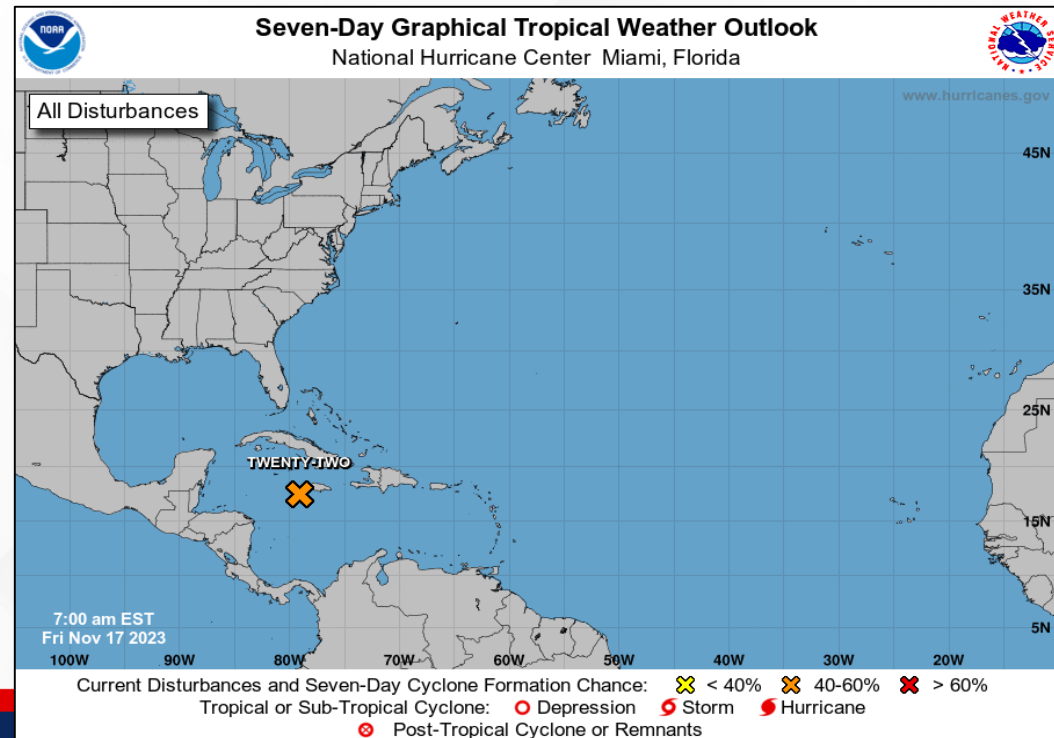 Seven-Day Graphical Tropical Weather Outlook
National Hurricane Center Miami, Florida
NOAA
NATIONAL WEATHER SERVICE
www.hurricanes.gov
All Disturbances
45N
35N
25N
TWENTY-TWO
15N
7:00 am EST
Fri Nov 17 2023
5N
100W 90W 80W 70W 60W 50W 40W 30W 20W
Current Disturbances and Seven-Day Cyclone Formation Chance: < 40% 40-60% > 60%
Tropical or Sub-Tropical Cyclone: Depression Storm Hurricane
Post-Tropical Cyclone or Remnants